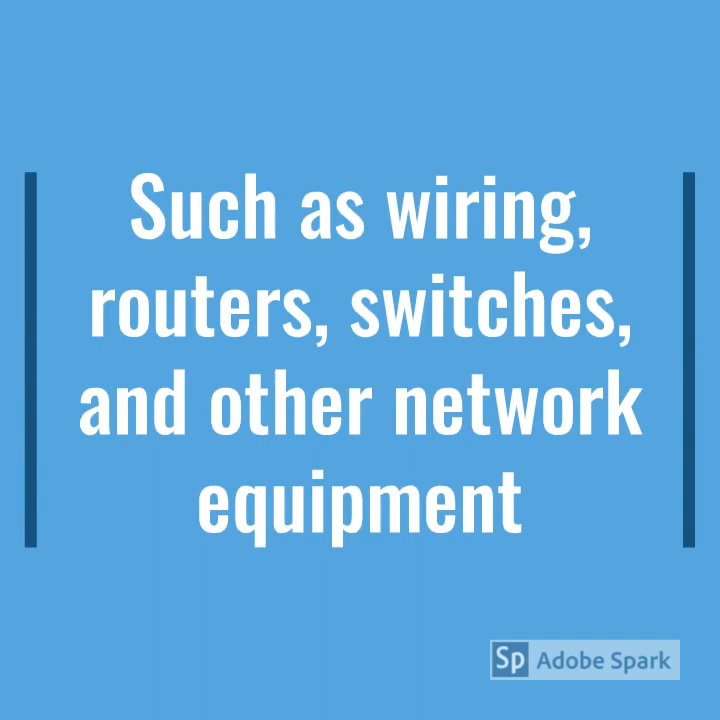 Such as wiring,
routers, switches,
and other network
equipment
Sp Adobe Spark